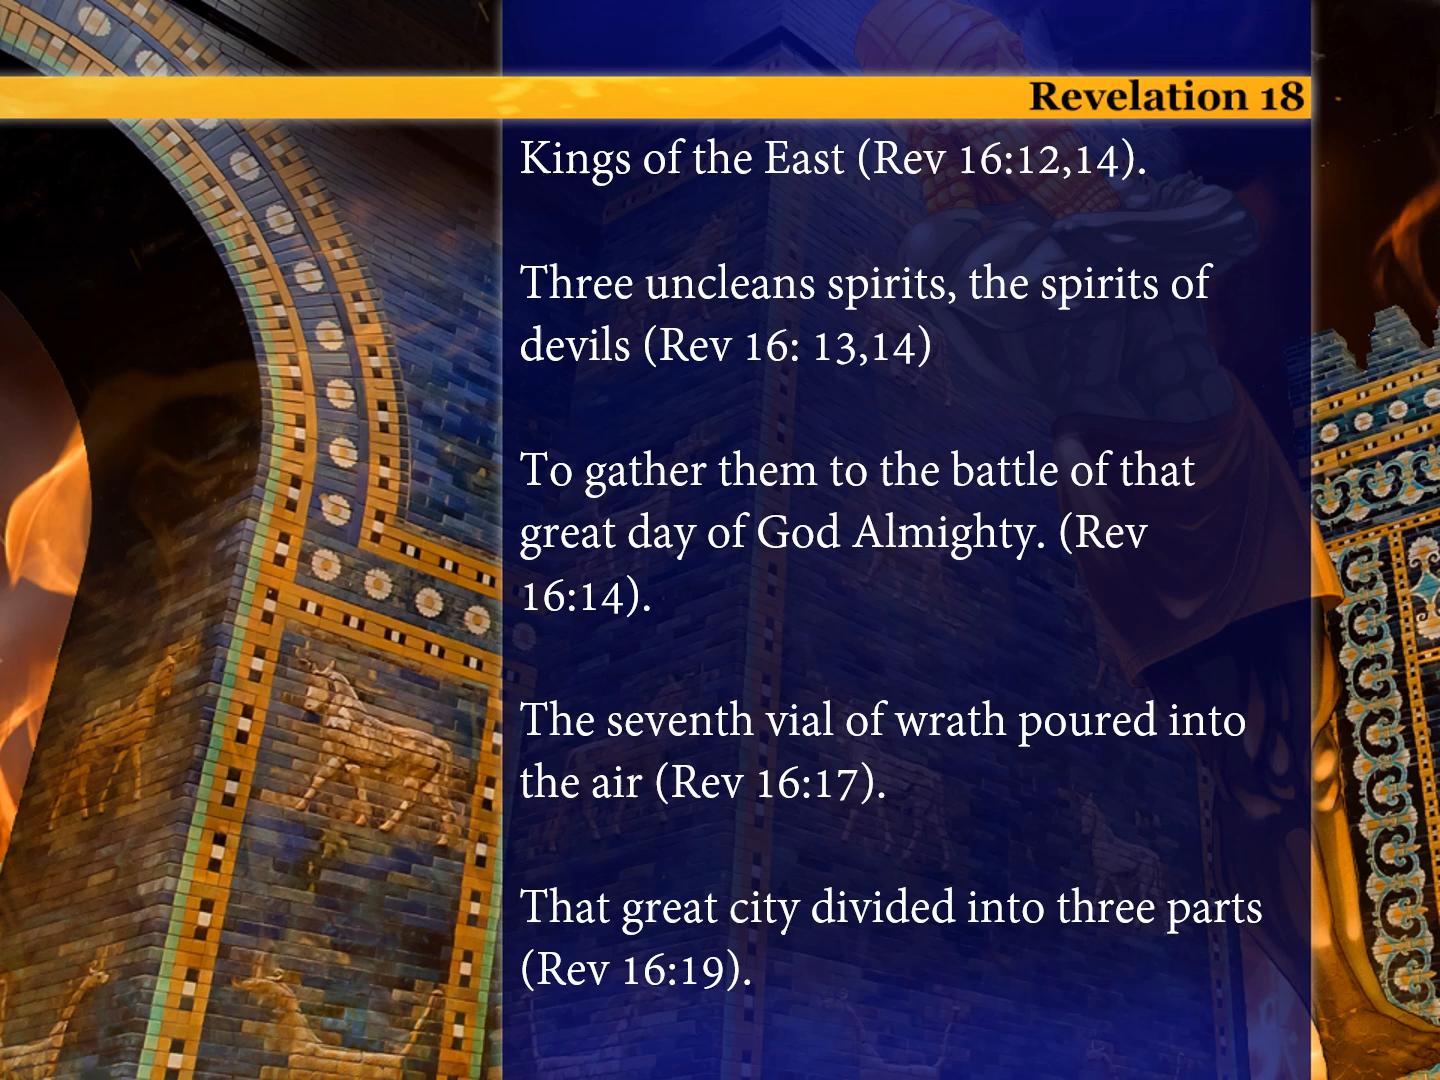 Revelation 18
Kings of the East (Rev 16:12,14).
Three uncleans spirits, the spirits of
devils (Rev 16: 13,14)
To gather them to the battle of that
great day of God Almighty. (Rev
16:14).
The seventh vial of wrath poured into
the air (Rev 16:17).
That great city divided into three parts
(Rev 16:19).